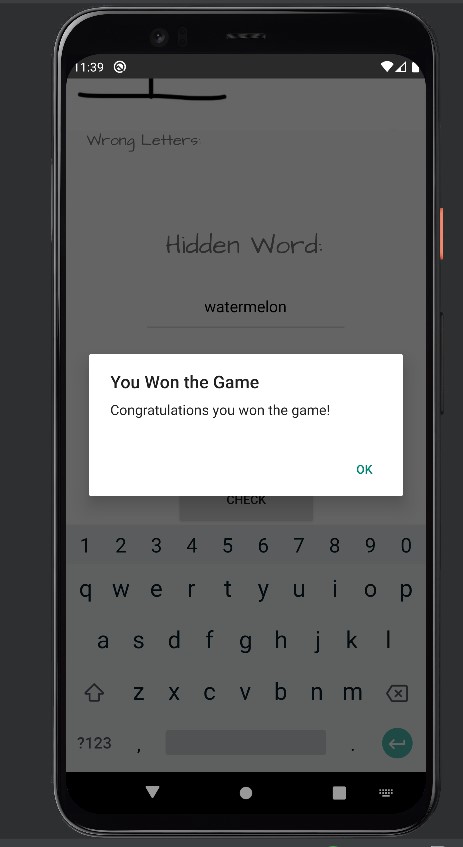 11:39
Wrong Letters:
Hidden Word:
watermelon
You Won the Game
Congratulations you won the game!
OK
CHECK
1 2 3 4 5 6 7 8 9 0
q w e r t y u i o p
a s d f g h j k l
z x c v b n m
?123 , .